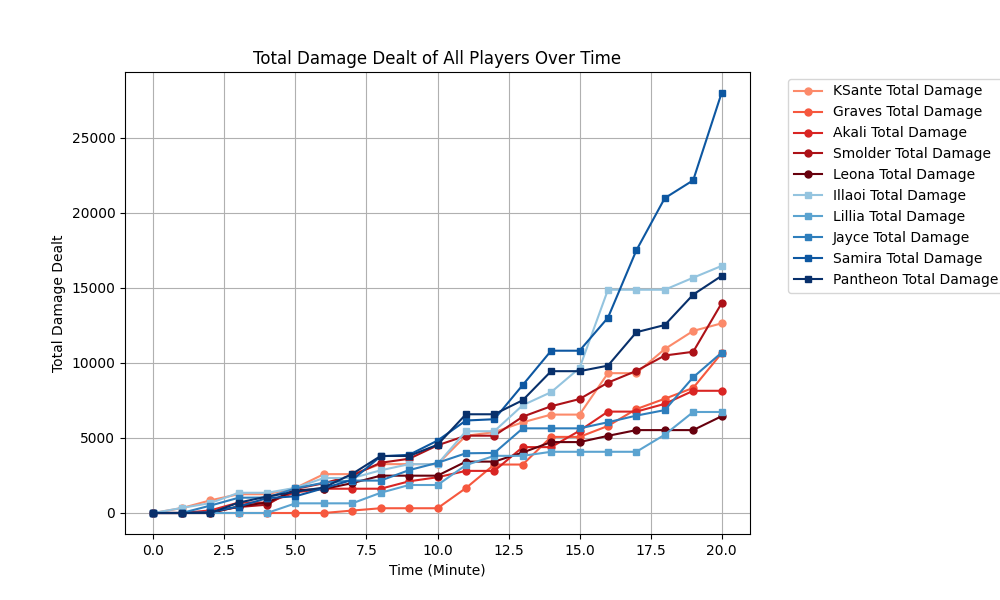 Total Damage Dealt of All Players Over Time
KSante Total Damage
Graves Total Damage
Akali Total Damage
Smolder Total Damage
Leona Total Damage
Illaoi Total Damage
Lillia Total Damage
Jayce Total Damage
Samira Total Damage
Pantheon Total Damage
Total Damage Dealt
25000
20000
15000
10000
5000
0
0.0 2.5 5.0 7.5 10.0 12.5 15.0 17.5 20.0
Time (Minute)